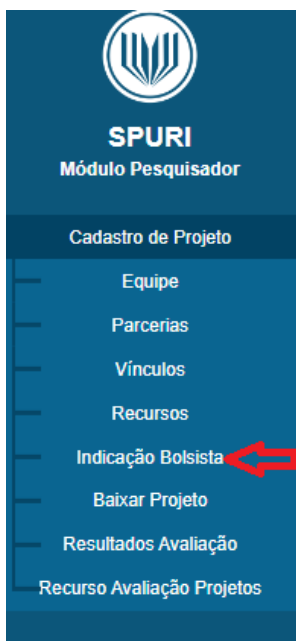 SPURI
Módulo Pesquisador
Cadastro de Projeto
Equipe
Parcerias
Vínculos
Recursos
Indicação Bolsista
Baixar Projeto
Resultados Avaliação
Recurso Avaliação Projetos